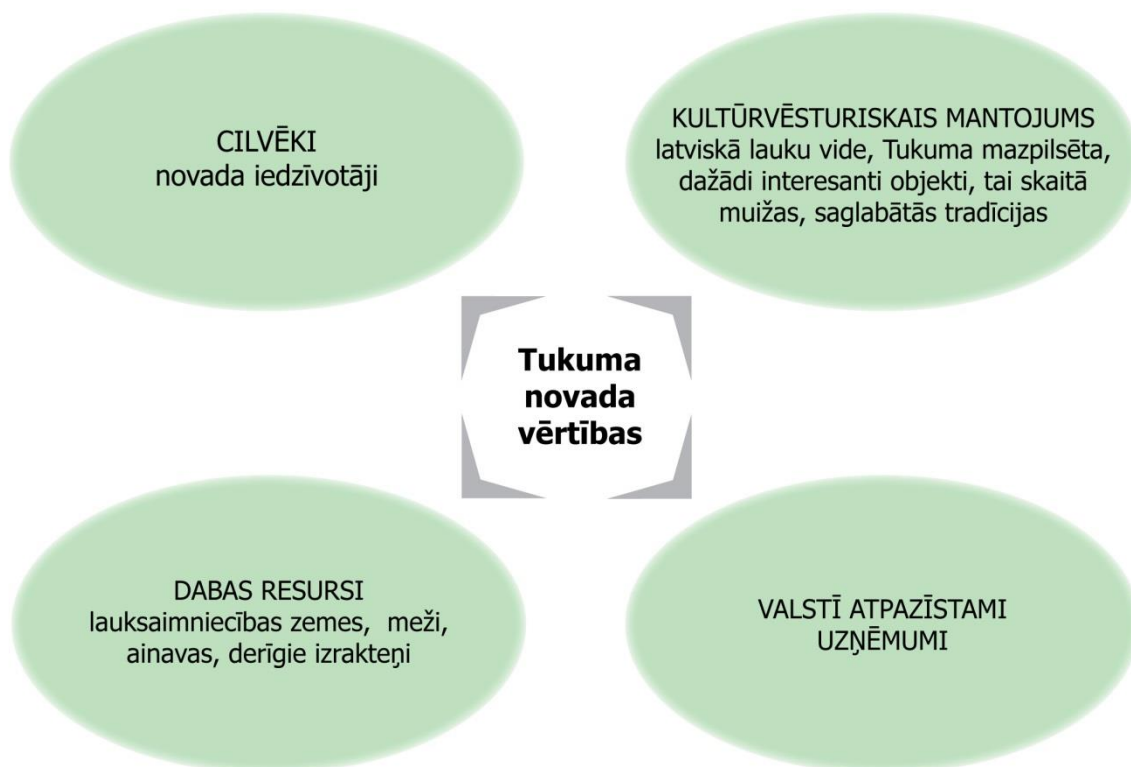 CILVĒKI
novada iedzīvotāji
KULTŪRVĒSTURISKAIS MANTOJUMS
latviskā lauku vide, Tukuma mazpilsēta,
dažādi interesanti objekti, tai skaitā
muižas, saglabātās tradīcijas
Tukuma
novada
vērtības
DABAS RESURSI
lauksaimniecības zemes, meži,
ainavas, derīgie izrakteņi
VALSTĪ ATPAZĪSTAMI
UZŅĒMUMI